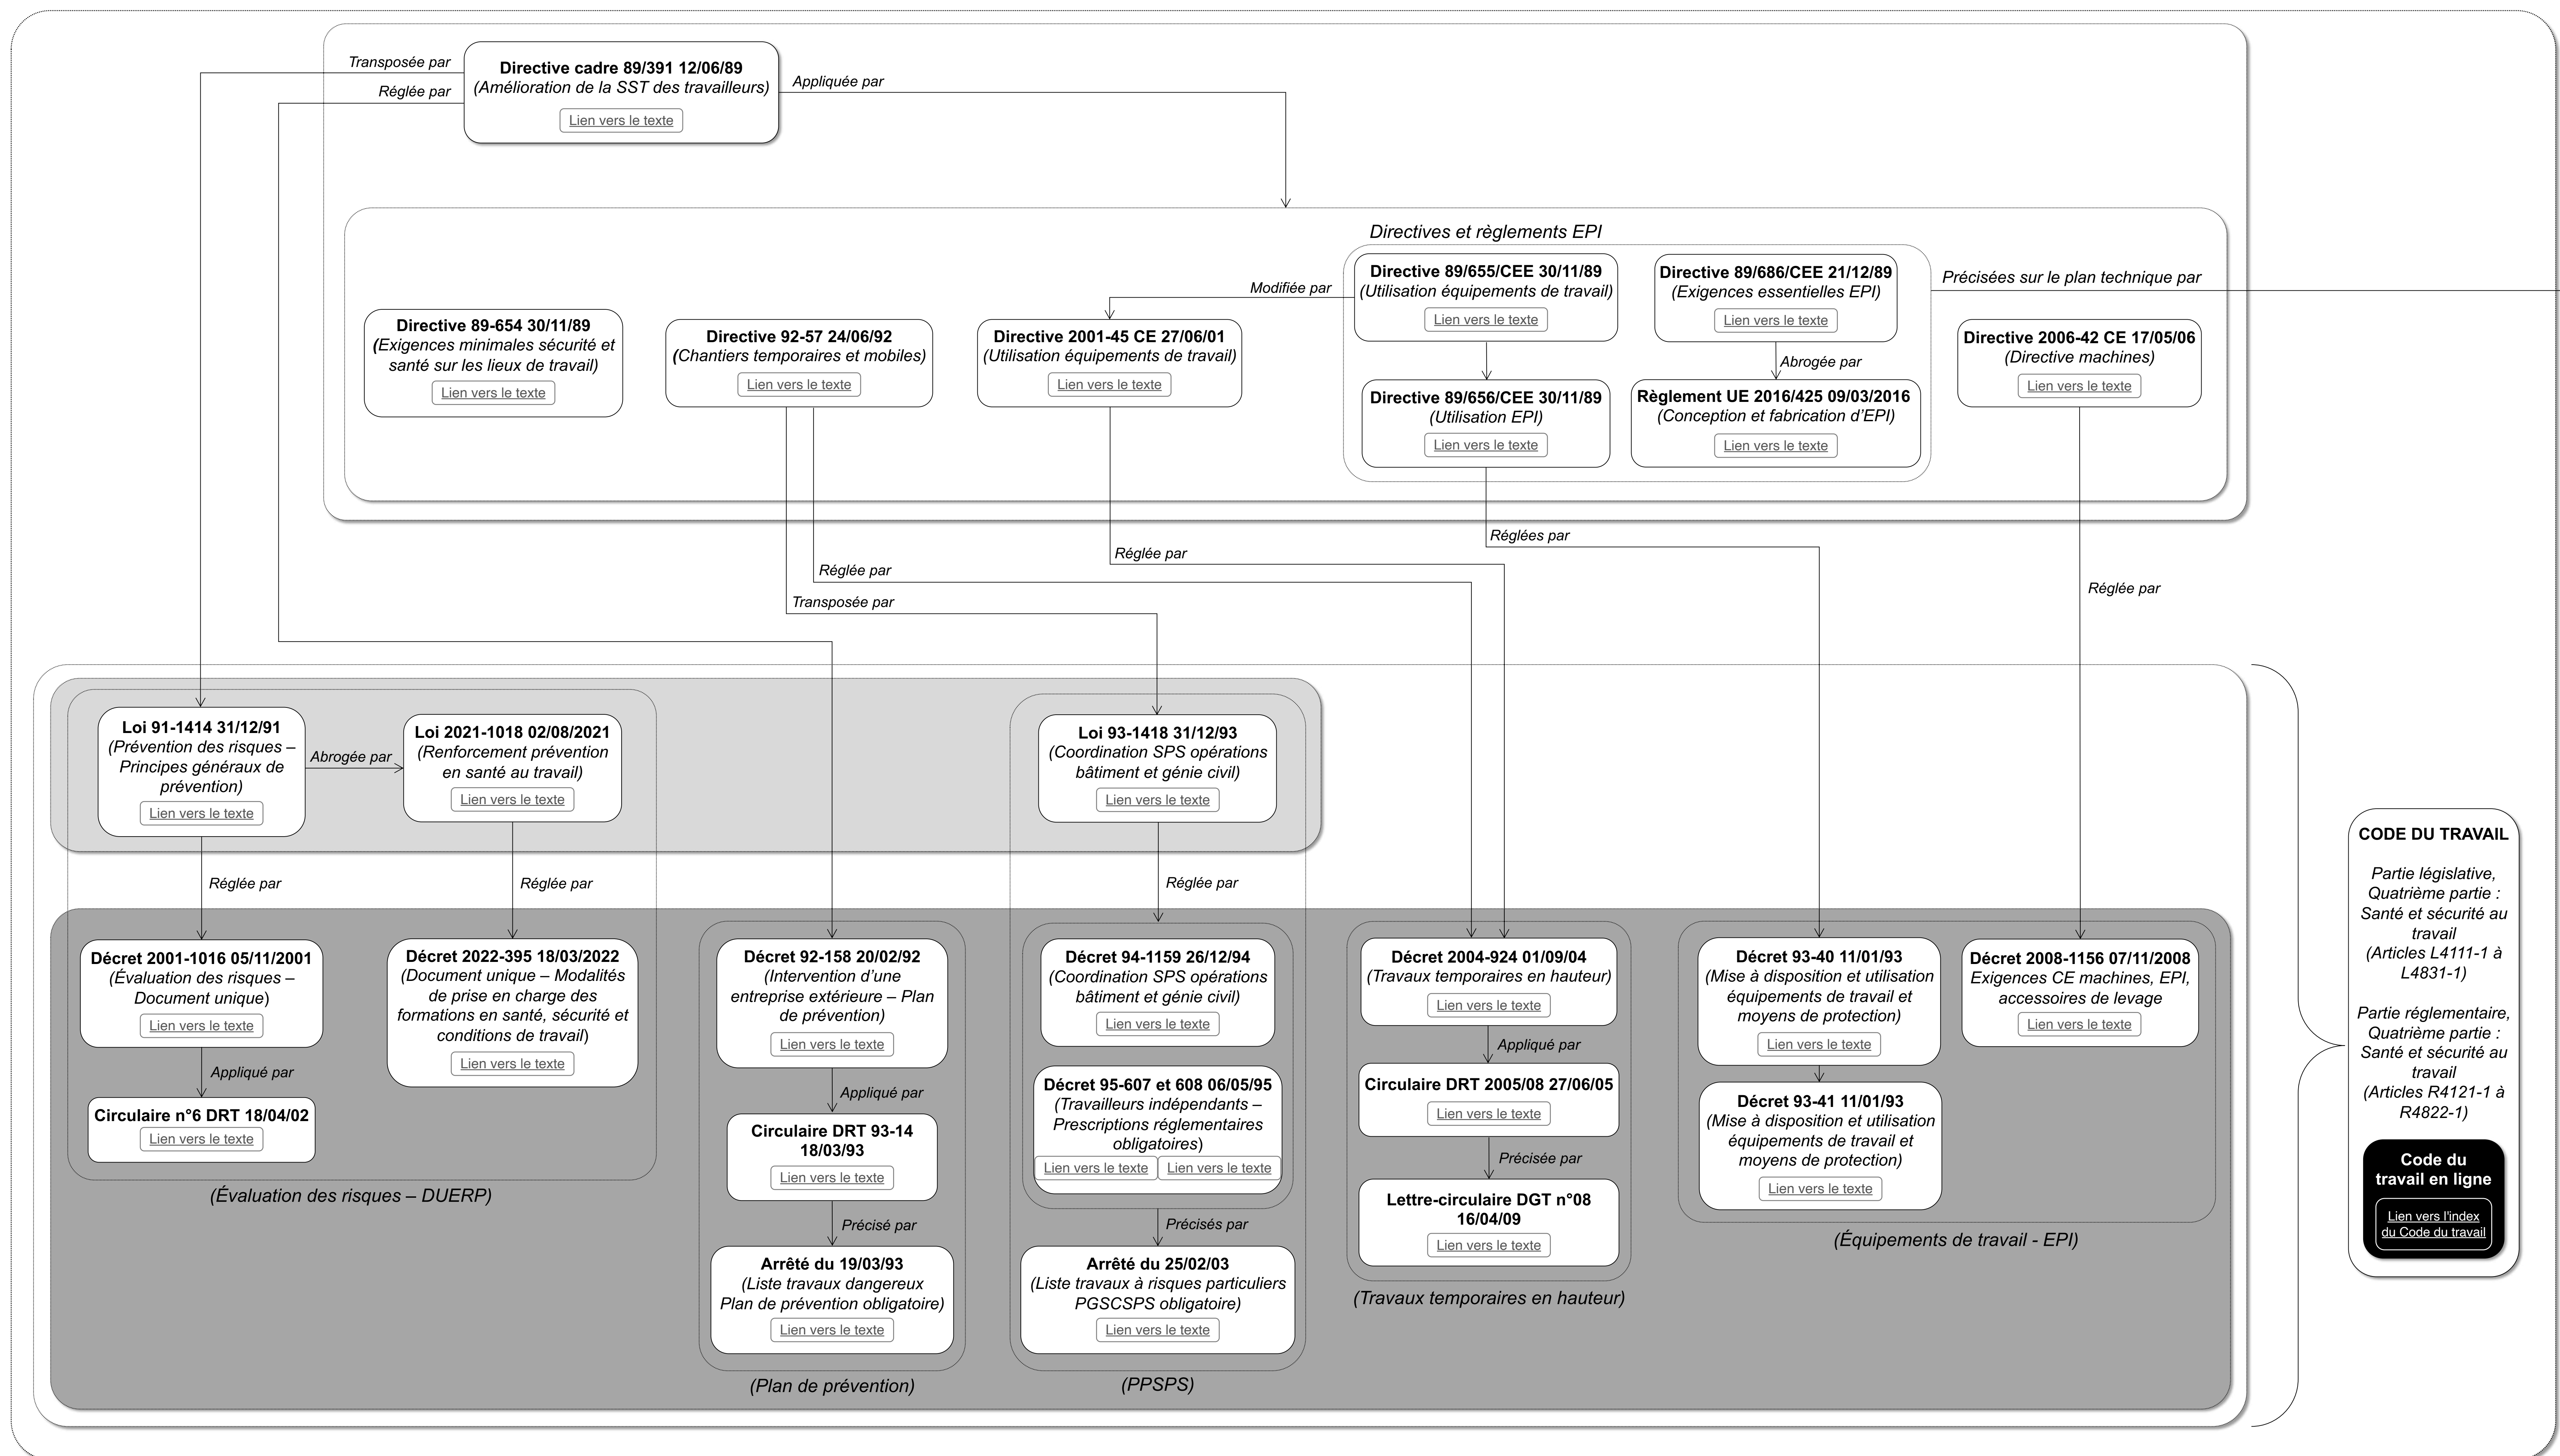 Transposée par
Réglée par
Directive cadre 89/391 12/06/89
(Amélioration de la SST des travailleurs)
Lien vers le texte
Appliquée par
Directives et règlements EPI
Directive 89-654 30/11/89
(Exigences minimales sécurité et
santé sur les lieux de travail)
Lien vers le texte
Directive 92-57 24/06/92
(Chantiers temporaires et mobiles)
Lien vers le texte
Modifiée par
Directive 2001-45 CE 27/06/01
(Utilisation équipements de travail)
Lien vers le texte
Directive 89/655/CEE 30/11/89
(Utilisation équipements de travail)
Lien vers le texte
Directive 89/656/CEE 30/11/89
(Utilisation EPI)
Lien vers le texte
Directive 89/686/CEE 21/12/89
(Exigences essentielles EPI)
Lien vers le texte
Abrogée par
Règlement UE 2016/425 09/03/2016
(Conception et fabrication d’EPI)
Lien vers le texte
Précisées sur le plan technique par
Directive 2006-42 CE 17/05/06
(Directive machines)
Lien vers le texte
Réglées par
Réglée par
Réglée par
Transposée par
Réglée par
Loi 91-1414 31/12/91
(Prévention des risques –
Principes généraux de
prévention)
Lien vers le texte
Abrogée par
Loi 2021-1018 02/08/2021
(Renforcement prévention
en santé au travail)
Lien vers le texte
Loi 93-1418 31/12/93
(Coordination SPS opérations
bâtiment et génie civil)
Lien vers le texte
Réglée par
Réglée par
Réglée par
Décret 2001-1016 05/11/2001
(Évaluation des risques –
Document unique)
Lien vers le texte
Appliqué par
Circulaire n°6 DRT 18/04/02
Lien vers le texte
Décret 2022-395 18/03/2022
(Document unique – Modalités
de prise en charge des
formations en santé, sécurité et
conditions de travail)
Lien vers le texte
(Évaluation des risques – DUERP)
Décret 92-158 20/02/92
(Intervention d’une
entreprise extérieure – Plan
de prévention)
Lien vers le texte
Appliqué par
Circulaire DRT 93-14
18/03/93
Lien vers le texte
Précisé par
Arrêté du 19/03/93
(Liste travaux dangereux
Plan de prévention obligatoire)
Lien vers le texte
(Plan de prévention)
Décret 94-1159 26/12/94
(Coordination SPS opérations
bâtiment et génie civil)
Lien vers le texte
Décret 95-607 et 608 06/05/95
(Travailleurs indépendants –
Prescriptions réglementaires
obligatoires)
Lien vers le texte Lien vers le texte
Précisés par
Arrêté du 25/02/03
(Liste travaux à risques particuliers
PGSCSPS obligatoire)
Lien vers le texte
(PPSPS)
Décret 2004-924 01/09/04
(Travaux temporaires en hauteur)
Lien vers le texte
Appliqué par
Circulaire DRT 2005/08 27/06/05
Lien vers le texte
Précisée par
Lettre-circulaire DGT n°08
16/04/09
Lien vers le texte
(Travaux temporaires en hauteur)
Décret 93-40 11/01/93
(Mise à disposition et utilisation
équipements de travail et
moyens de protection)
Lien vers le texte
Décret 93-41 11/01/93
(Mise à disposition et utilisation
équipements de travail et
moyens de protection)
Lien vers le texte
Décret 2008-1156 07/11/2008
Exigences CE machines, EPI,
accessoires de levage
Lien vers le texte
(Équipements de travail - EPI)
CODE DU TRAVAIL
Partie législative,
Quatrième partie :
Santé et sécurité au
travail
(Articles L4111-1 à
L4831-1)
Partie réglementaire,
Quatrième partie :
Santé et sécurité au
travail
(Articles R4121-1 à
R4822-1)
Code du
travail en ligne
Lien vers l'index
du Code du travail